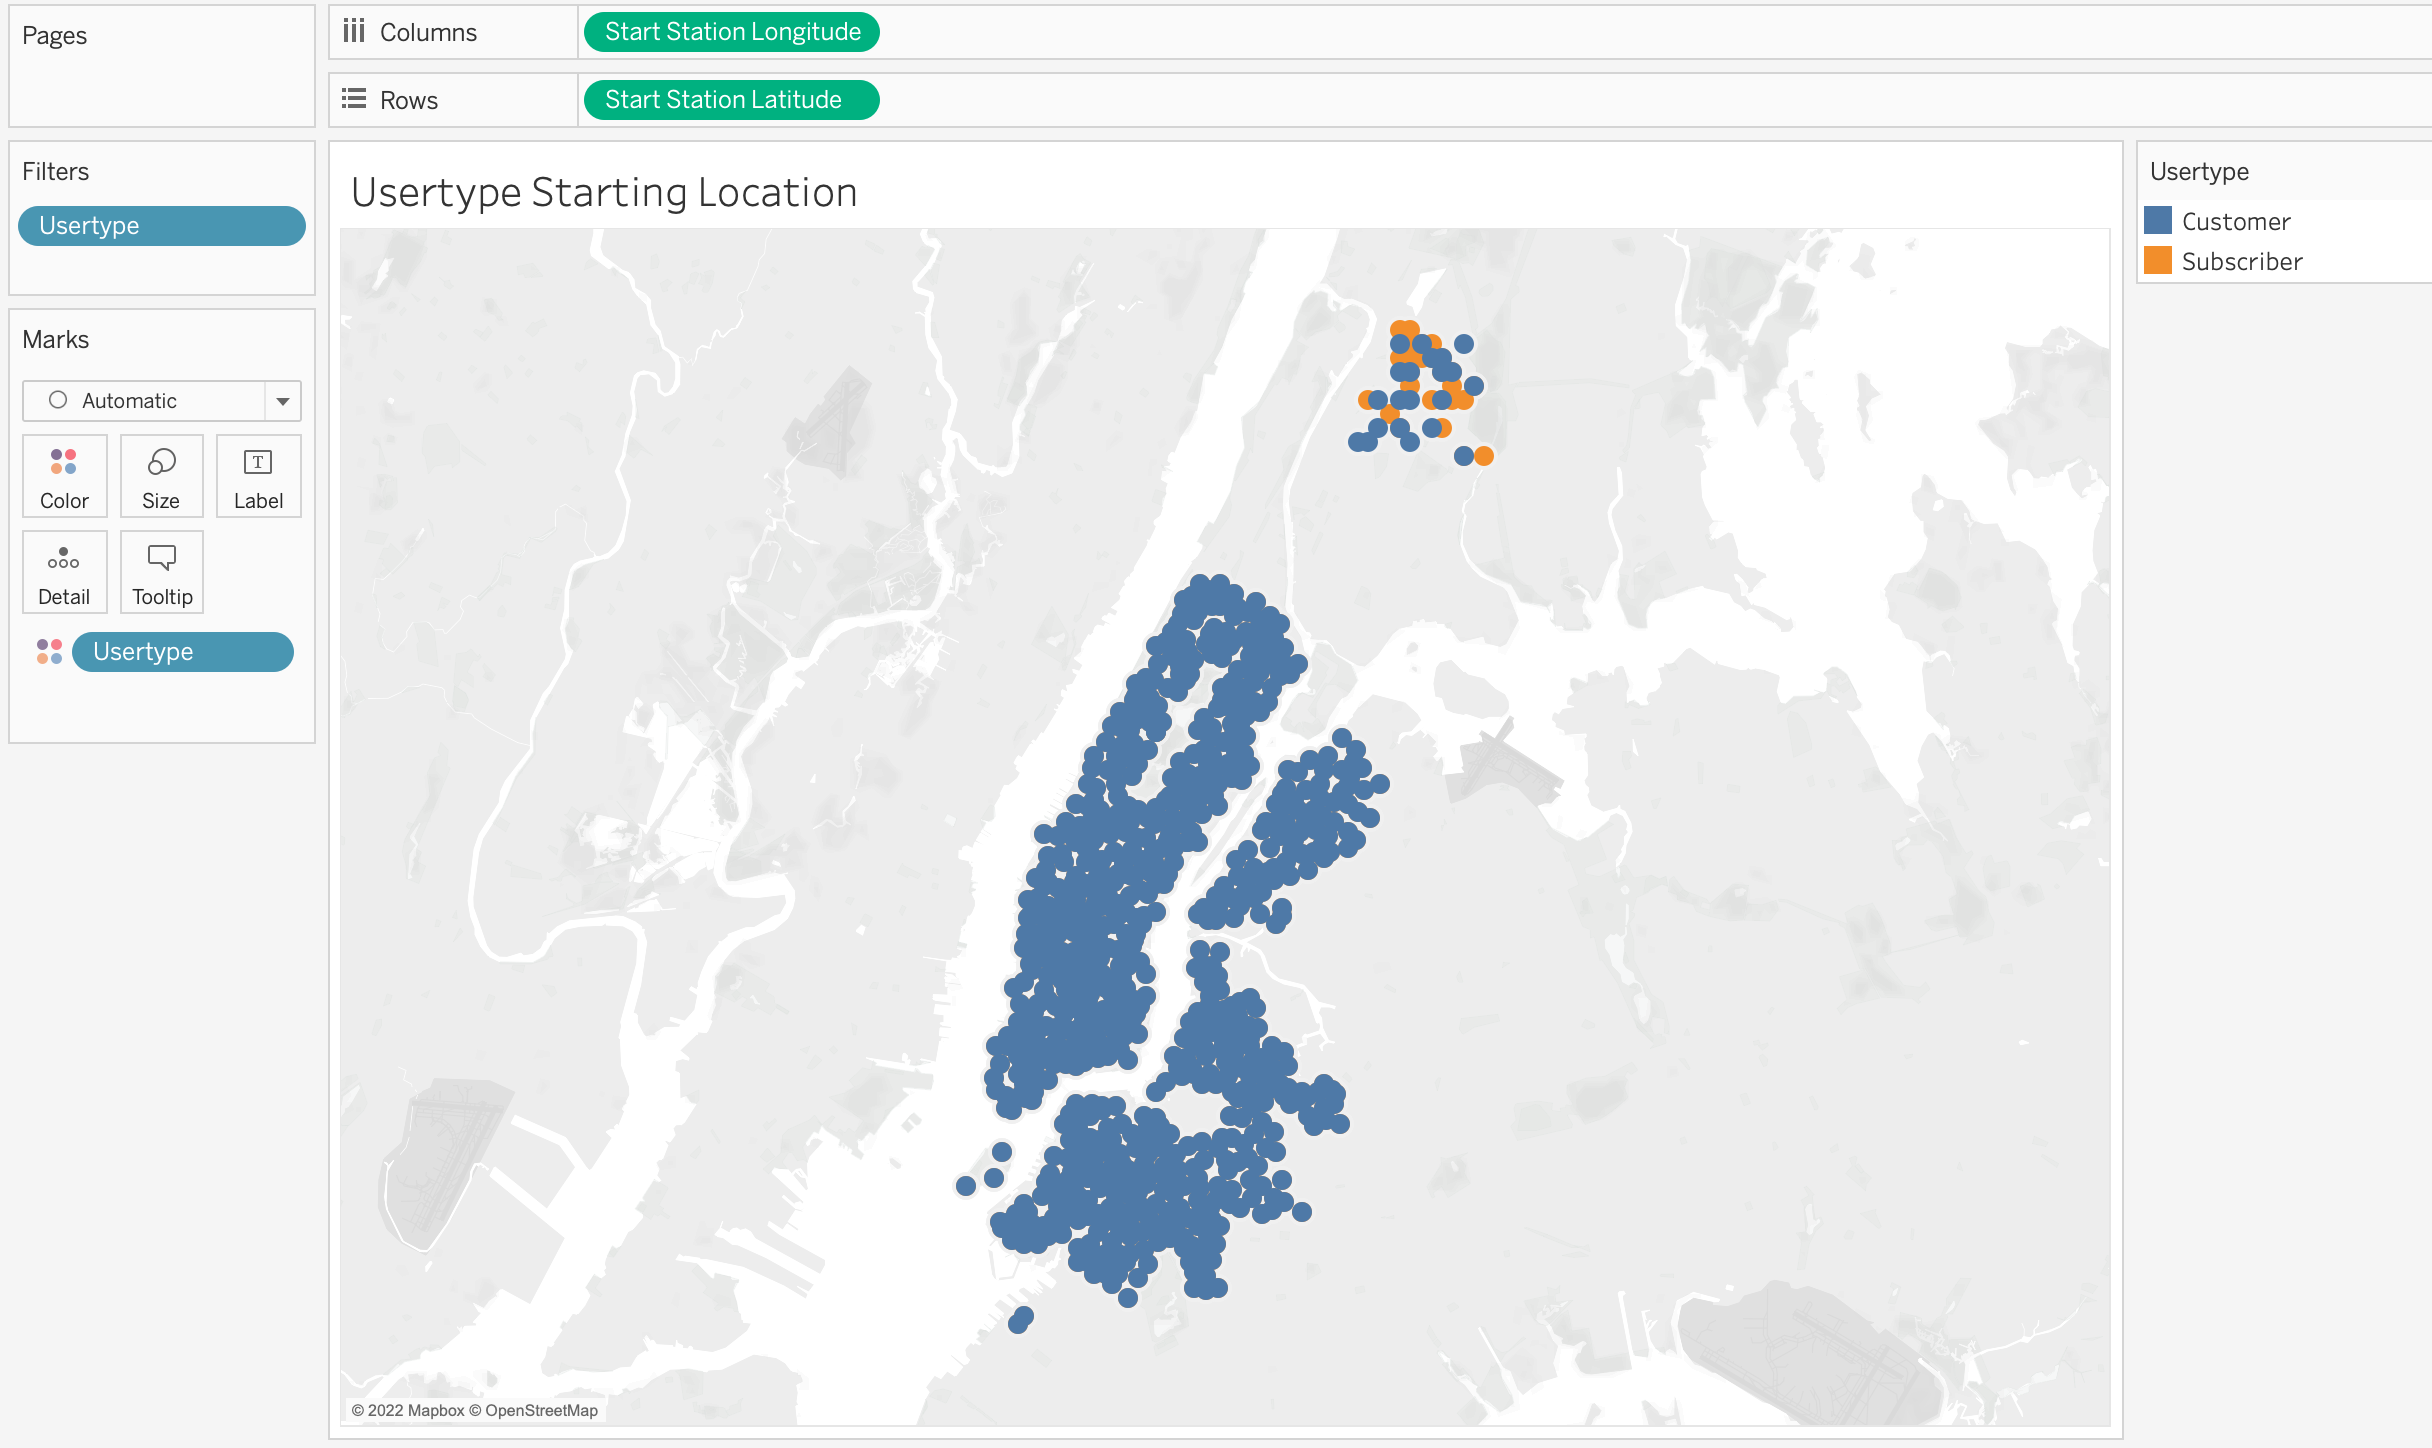 Pages
Columns
Start Station Longitude
Rows
Start Station Latitude
Filters
Usertype
Marks
Automatic
Color
Size
T
Label
Detail
Tooltip
Usertype
Usertype Starting Location
© 2022 Mapbox © OpenStreetMap
Usertype
Customer
Subscriber